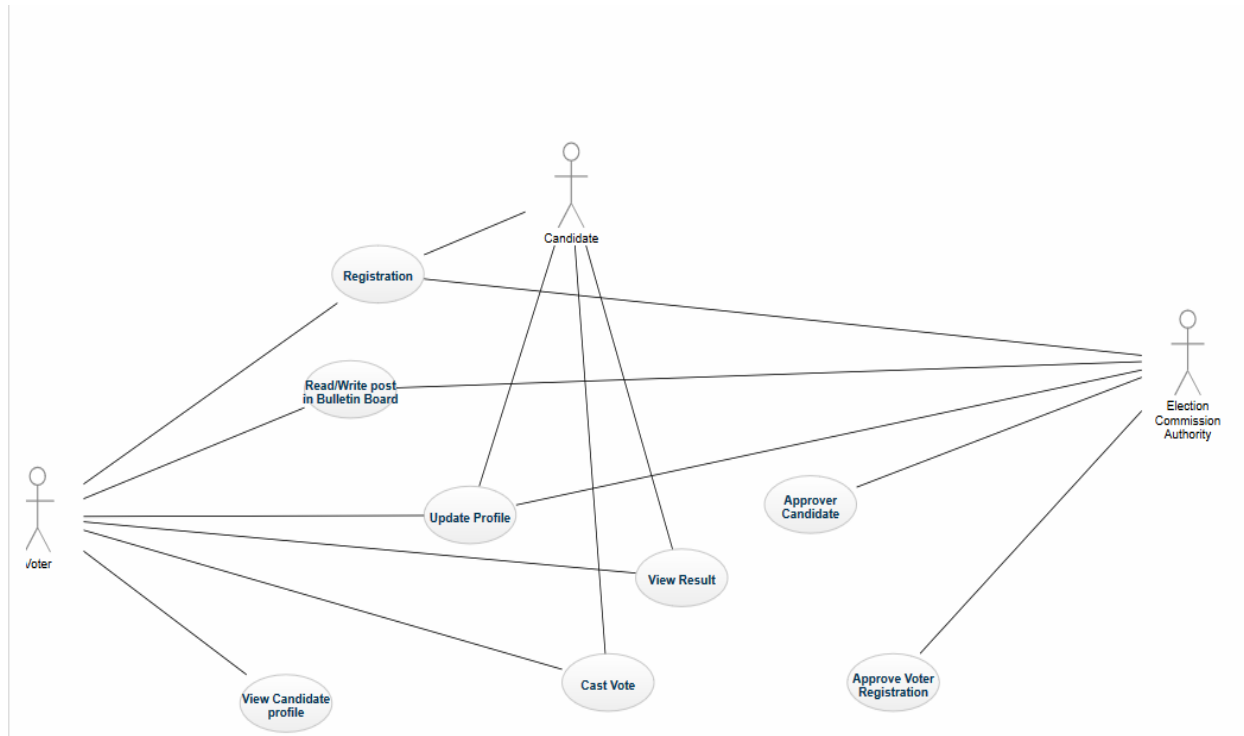 Candidate
Registration
Read/Write post
in Bulletin Board
Election
Commission
Authority
Voter
Update Profile
Approver
Candidate
View Result
Cast Vote
Approve Voter
Registration
View Candidate
profile